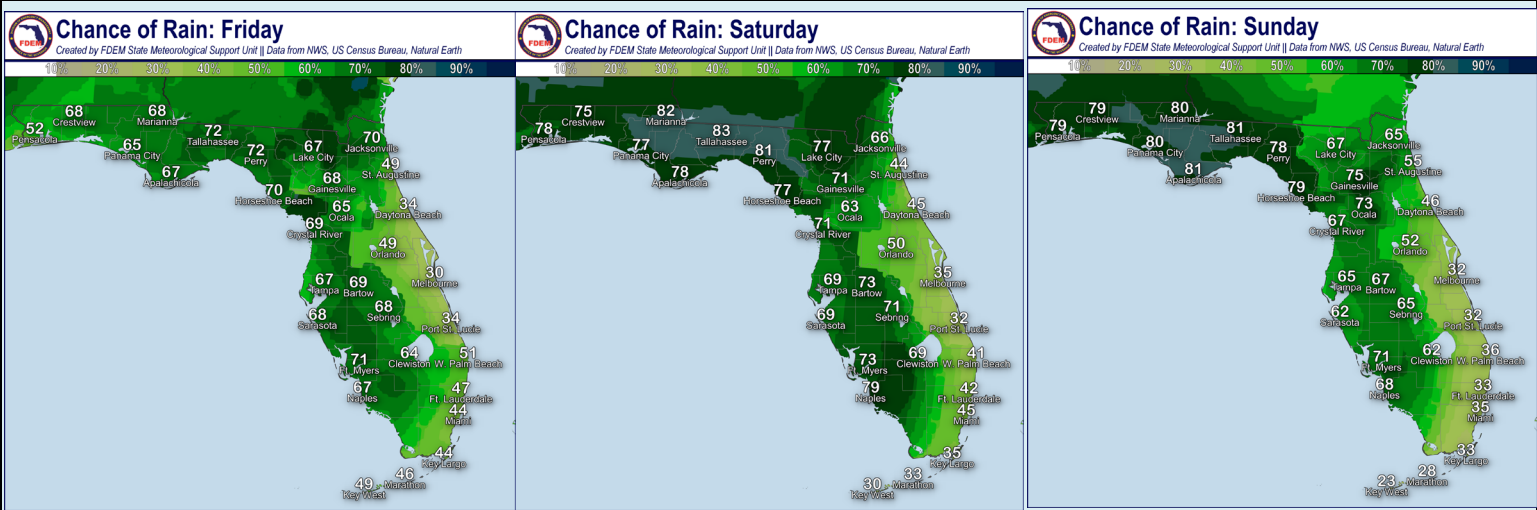 FDEM
Chance of Rain: Friday
Created by FDEM State Meteorological Support Unit || Data from NWS, US Census Bureau, Natural Earth
10% 20% 30% 40% 50% 60% 70% 80% 90%
68
Crestview
68
Marianna
52
Pensacola
72
Tallahassee
70
Jacksonville
65
Panama City
72
Perry
67
Lake City
67
Apalachicola
49
St. Augustine
68
Gainesville
70
Horseshoe Beach
65
Ocala
34
Daytona Beach
69
Crystal River
49
Orlando
30
Melbourne
67
Tampa
69
Bartow
68
Sebring
68
Sarasota
34
Port St. Lucie
71
Ft. Myers
64
Clewiston
51
W. Palm Beach
67
Naples
47
Ft. Lauderdale
44
Miami
44
Key Largo
46
Marathon
49
Key West
FDEM
Chance of Rain: Saturday
Created by FDEM State Meteorological Support Unit || Data from NWS, US Census Bureau, Natural Earth
10% 20% 30% 40% 50% 60% 70% 80% 90%
75
Crestview
82
Marianna
78
Pensacola
83
Tallahassee
66
Jacksonville
77
Panama City
81
Perry
77
Lake City
78
Apalachicola
44
St. Augustine
71
Gainesville
77
Horseshoe Beach
63
Ocala
45
Daytona Beach
71
Crystal River
50
Orlando
35
Melbourne
69
Tampa
73
Bartow
71
Sebring
69
Sarasota
32
Port St. Lucie
73
Ft. Myers
69
Clewiston
41
W. Palm Beach
79
Naples
42
Ft. Lauderdale
45
Miami
35
Key Largo
33
Marathon
30
Key West
FDEM
Chance of Rain: Sunday
Created by FDEM State Meteorological Support Unit || Data from NWS, US Census Bureau, Natural Earth
10% 20% 30% 40% 50% 60% 70% 80% 90%
79
Crestview
80
Marianna
79
Pensacola
81
Tallahassee
65
Jacksonville
80
Panama City
78
Perry
67
Lake City
81
Apalachicola
55
St. Augustine
75
Gainesville
79
Horseshoe Beach
73
Ocala
46
Daytona Beach
67
Crystal River
52
Orlando
32
Melbourne
65
Tampa
67
Bartow
65
Sebring
62
Sarasota
32
Port St. Lucie
71
Ft. Myers
62
Clewiston
36
W. Palm Beach
68
Naples
33
Ft. Lauderdale
35
Miami
33
Key Largo
28
Marathon
23
Key West